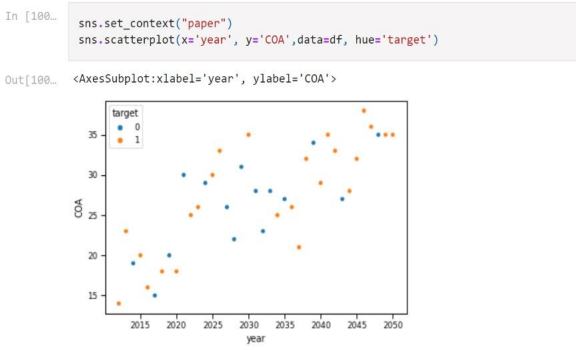 In [100…
sns.set_context("paper")
sns.scatterplot(x='year', y='COA',data=df, hue='target')
Out[100…
<AxesSubplot:xlabel='year', ylabel='COA'>
target
0
1
35
30
25
20
15
COA
2015 2020 2025 2030 2035 2040 2045 2050
year